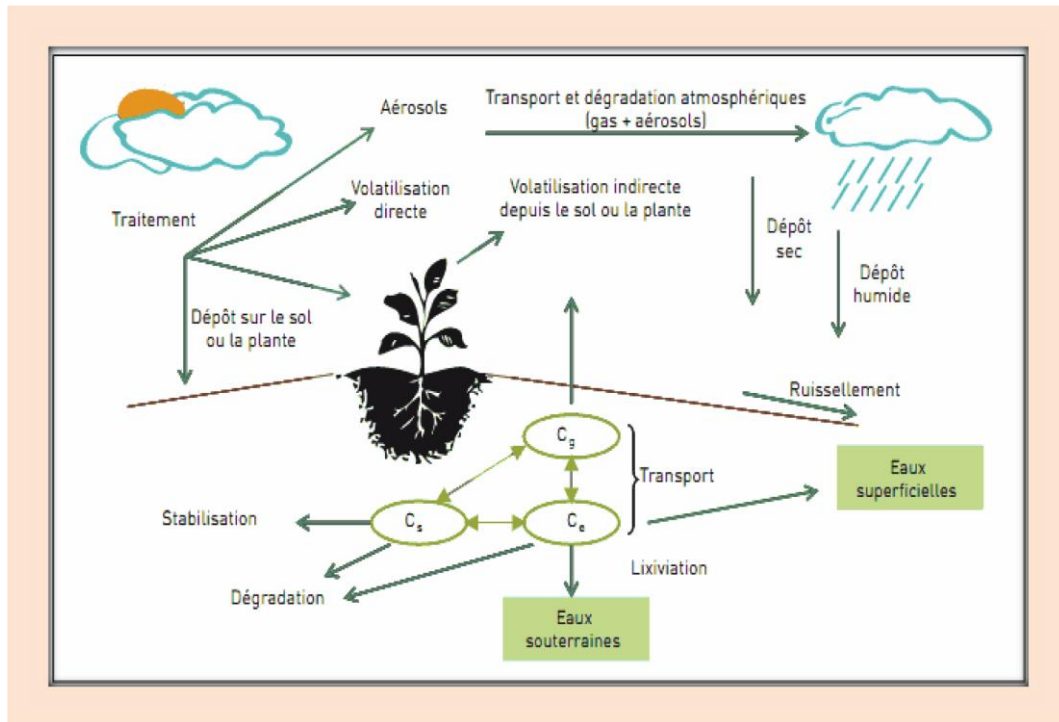 Aérosols
Transport et dégradation atmosphériques
(gas + aérosols)
Traitement
Volatilisation
directe
Volatilisation indirecte
depuis le sol ou la plante
Dépôt
sec
Dépôt
humide
Dépôt sur le sol
ou la plante
Ruissellement
Cg
Transport
Eaux
superficielles
Stabilisation
Cs
Ce
Lixiviation
Dégradation
Eaux
souterraines